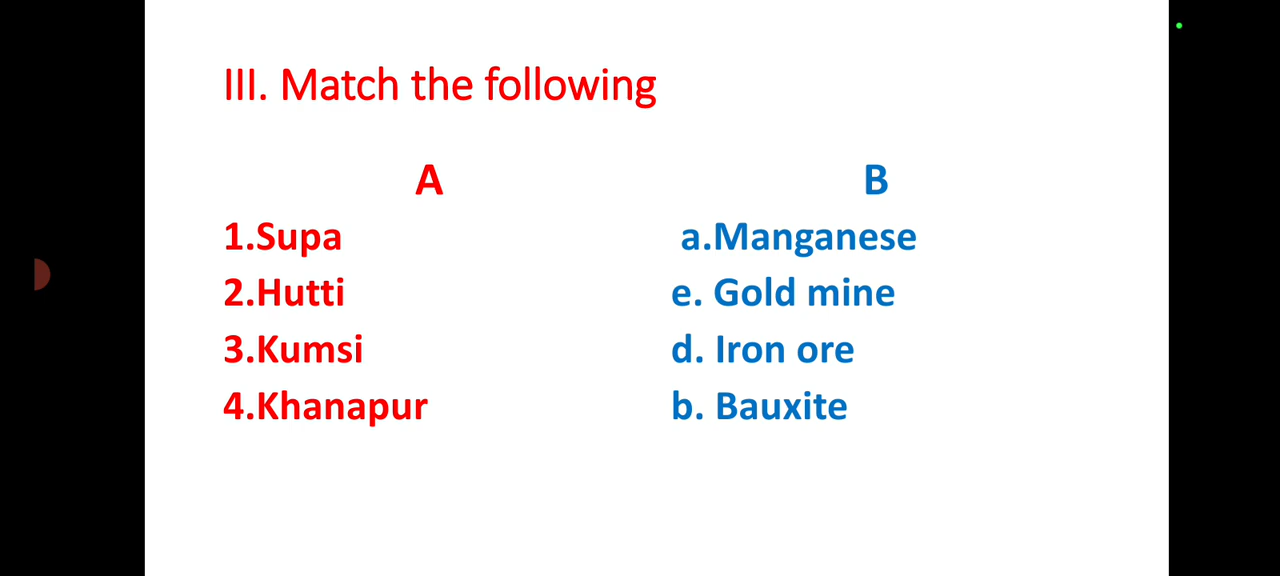 III. Match the following
A B
1.Supa a.Manganese
2.Hutti e. Gold mine
3.Kumsi d. Iron ore
4.Khanapur b. Bauxite